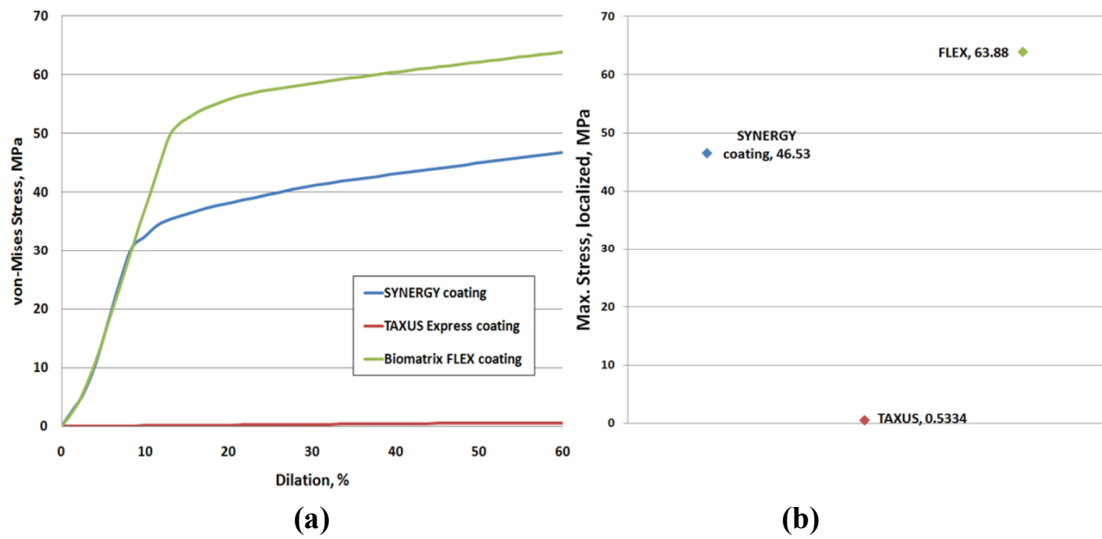 70
60
50
40
30
20
10
0
von-Mises Stress, MPa
0 10 20 30 40 50 60
Dilation, %
SYNERGY coating
TAXUS Express coating
Biomatrix FLEX coating
(a)
70
60
50
40
30
20
10
0
Max. Stress, localized, MPa
FLEX, 63.88
SYNERGY
coating, 46.53
TAXUS, 0.5334
(b)